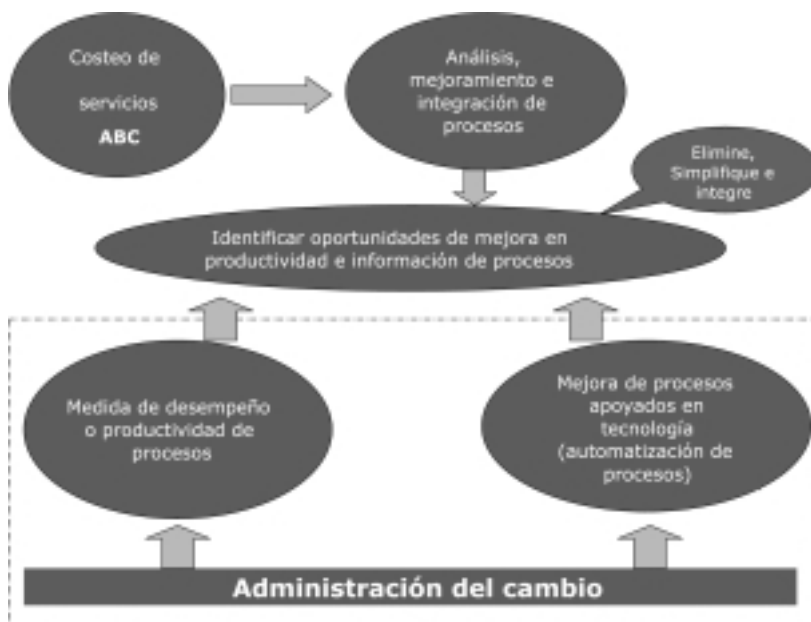 Costeo de
servicios
ABC
Análisis,
mejoramiento e
integración de
procesos
Elimine,
Simplifique e
integre
Identificar oportunidades de mejora en
productividad e información de procesos
Medida de desempeño
o productividad de
procesos
Mejora de procesos
apoyados en
tecnología
(automatización de
procesos)
Administración del cambio